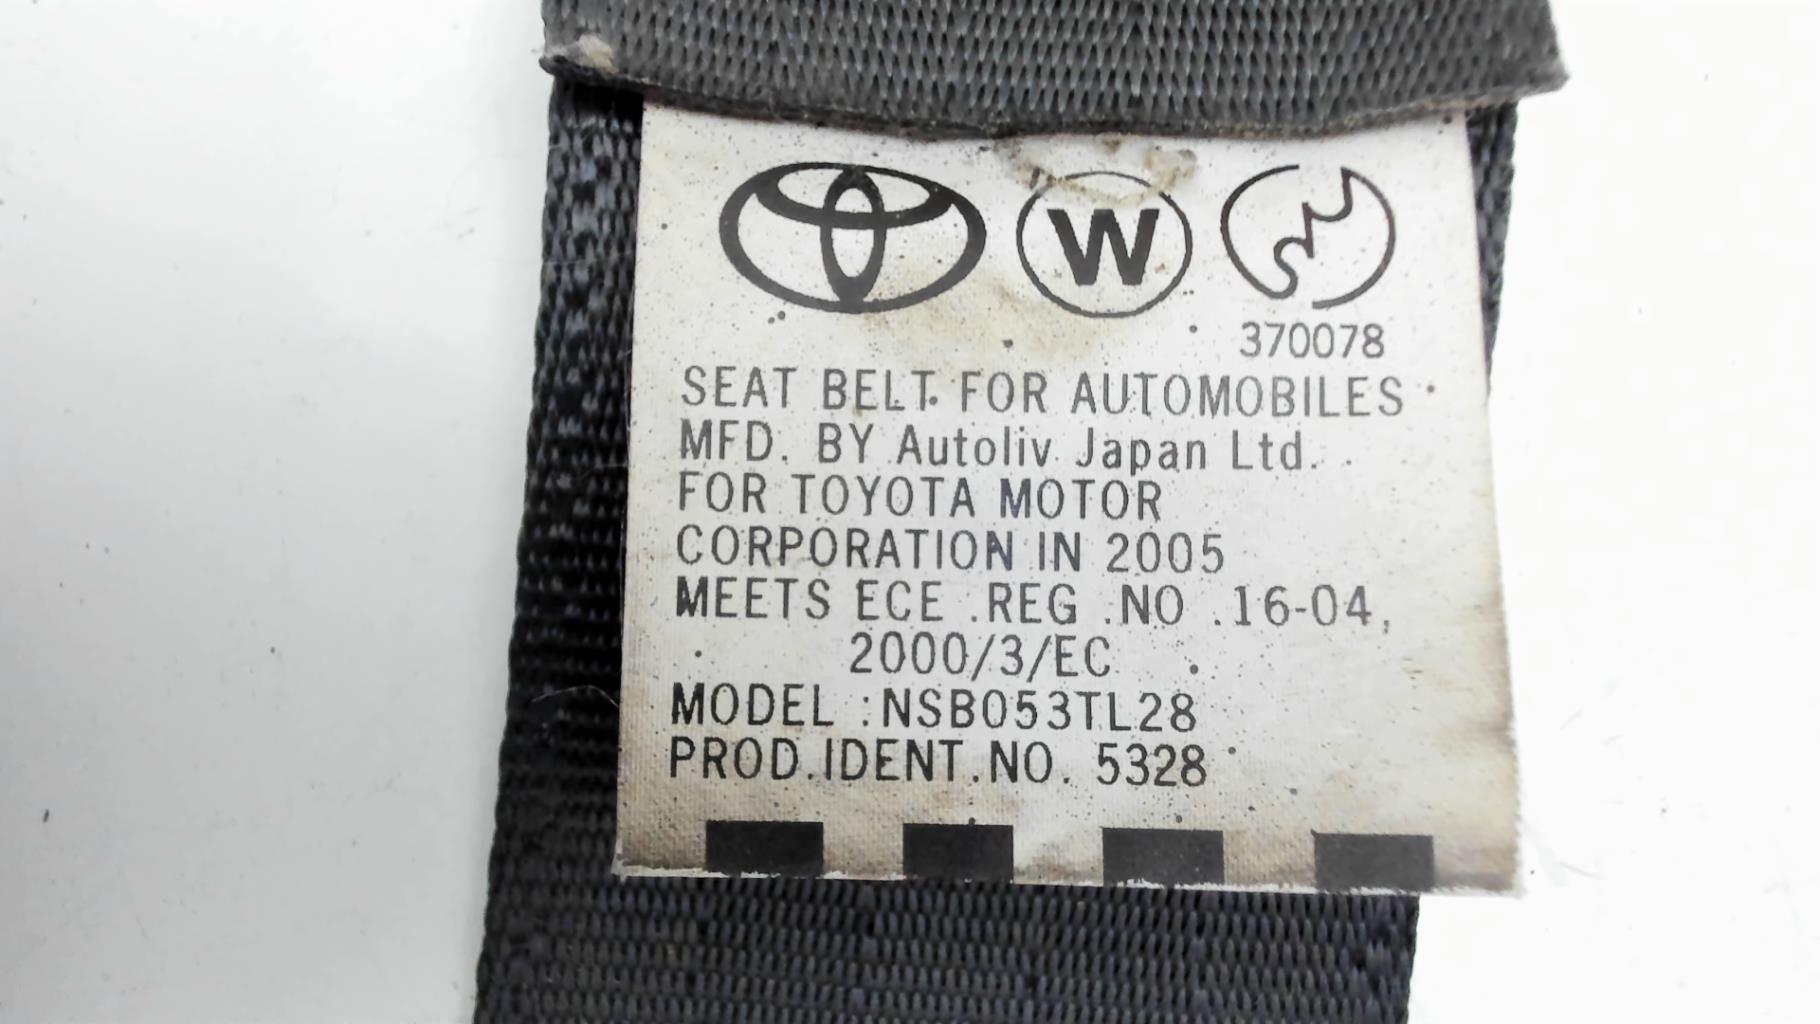 W
370078
SEAT BELT FOR AUTOMOBILES
MFD. BY Autoliv Japan Ltd.
FOR TOYOTA MOTOR
CORPORATION IN 2005
MEETS ECE .REG .NO .16-04,
2000/3/EC
MODEL :NSB053TL28
PROD.IDENT.NO. 5328